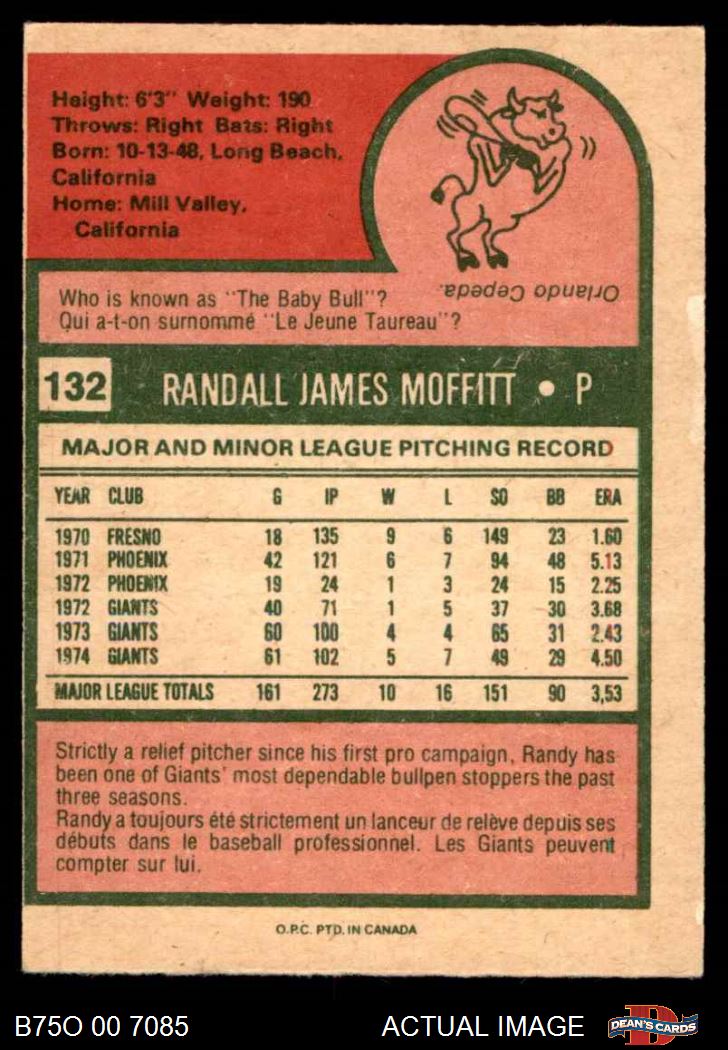 Height: 6'3" Weight: 190
Throws: Right Bats: Right
Born: 10-13-48, Long Beach,
California
Home: Mill Valley,
California
Orlando Cepeda.
Who is known as "The Baby Bull"?
Qui a-t-on surnommé "Le Jeune Taureau"?
132 RANDALL JAMES MOFFITT • P
MAJOR AND MINOR LEAGUE PITCHING RECORD
YEAR CLUB G IP W L SO BB ERA
1970 FRESNO 18 135 9 6 149 23 1.60
1971 PHOENIX 42 121 6 7 94 48 5.13
1972 PHOENIX 19 24 1 3 24 15 2.25
1972 GIANTS 40 71 1 5 37 30 3.68
1973 GIANTS 60 100 4 4 65 31 2.43
1974 GIANTS 61 102 5 7 49 29 4.50
MAJOR LEAGUE TOTALS 161 273 10 16 151 90 3,53
Strictly a relief pitcher since his first pro campaign, Randy has
been one of Giants' most dependable bullpen stoppers the past
three seasons.
Randy a toujours été strictement un lanceur de relève depuis ses
débuts dans le baseball professionnel. Les Giants peuvent
compter sur lui.
O.P.C. PTD. IN CANADA
B75O 00 7085 ACTUAL IMAGE DEAN'S CARDS